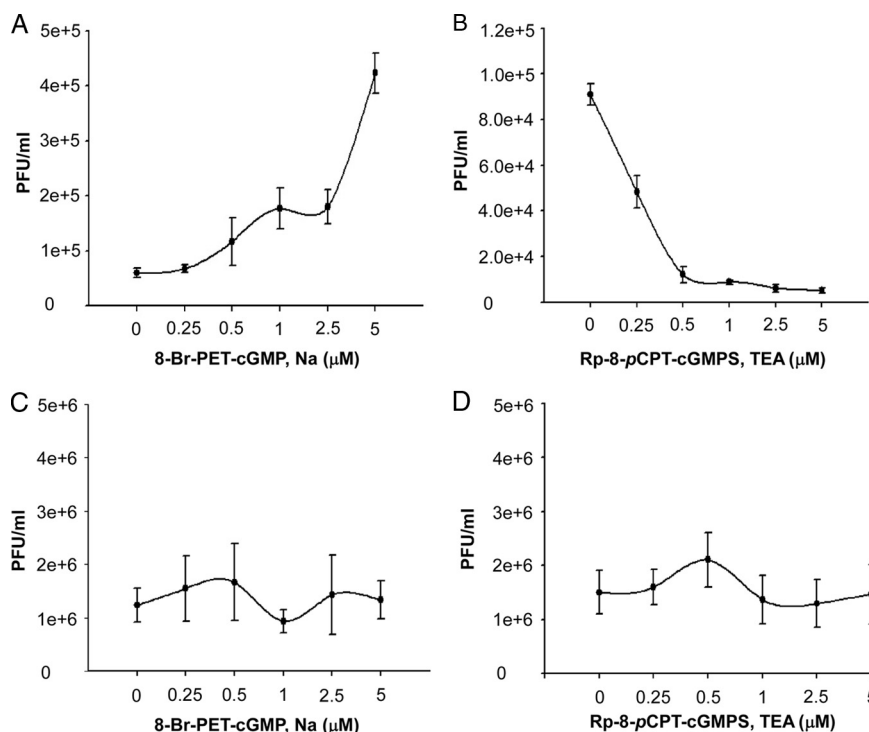 A
5e+5
4e+5
3e+5
2e+5
1e+5
0
PFU/ml
0 0.25 0.5 1 2.5 5
8-Br-PET-cGMP, Na (μM)
B
1.2e+5
1.0e+5
8.0e+4
6.0e+4
4.0e+4
2.0e+4
0
PFU/ml
0 0.25 0.5 1 2.5 5
Rp-8-pCPT-cGMPS, TEA (μM)
C
5e+6
4e+6
3e+6
2e+6
1e+6
0
PFU/ml
0 0.25 0.5 1 2.5 5
8-Br-PET-cGMP, Na (μM)
D
5e+6
4e+6
3e+6
2e+6
1e+6
0
PFU/ml
0 0.25 0.5 1 2.5 5
Rp-8-pCPT-cGMPS, TEA (μM)